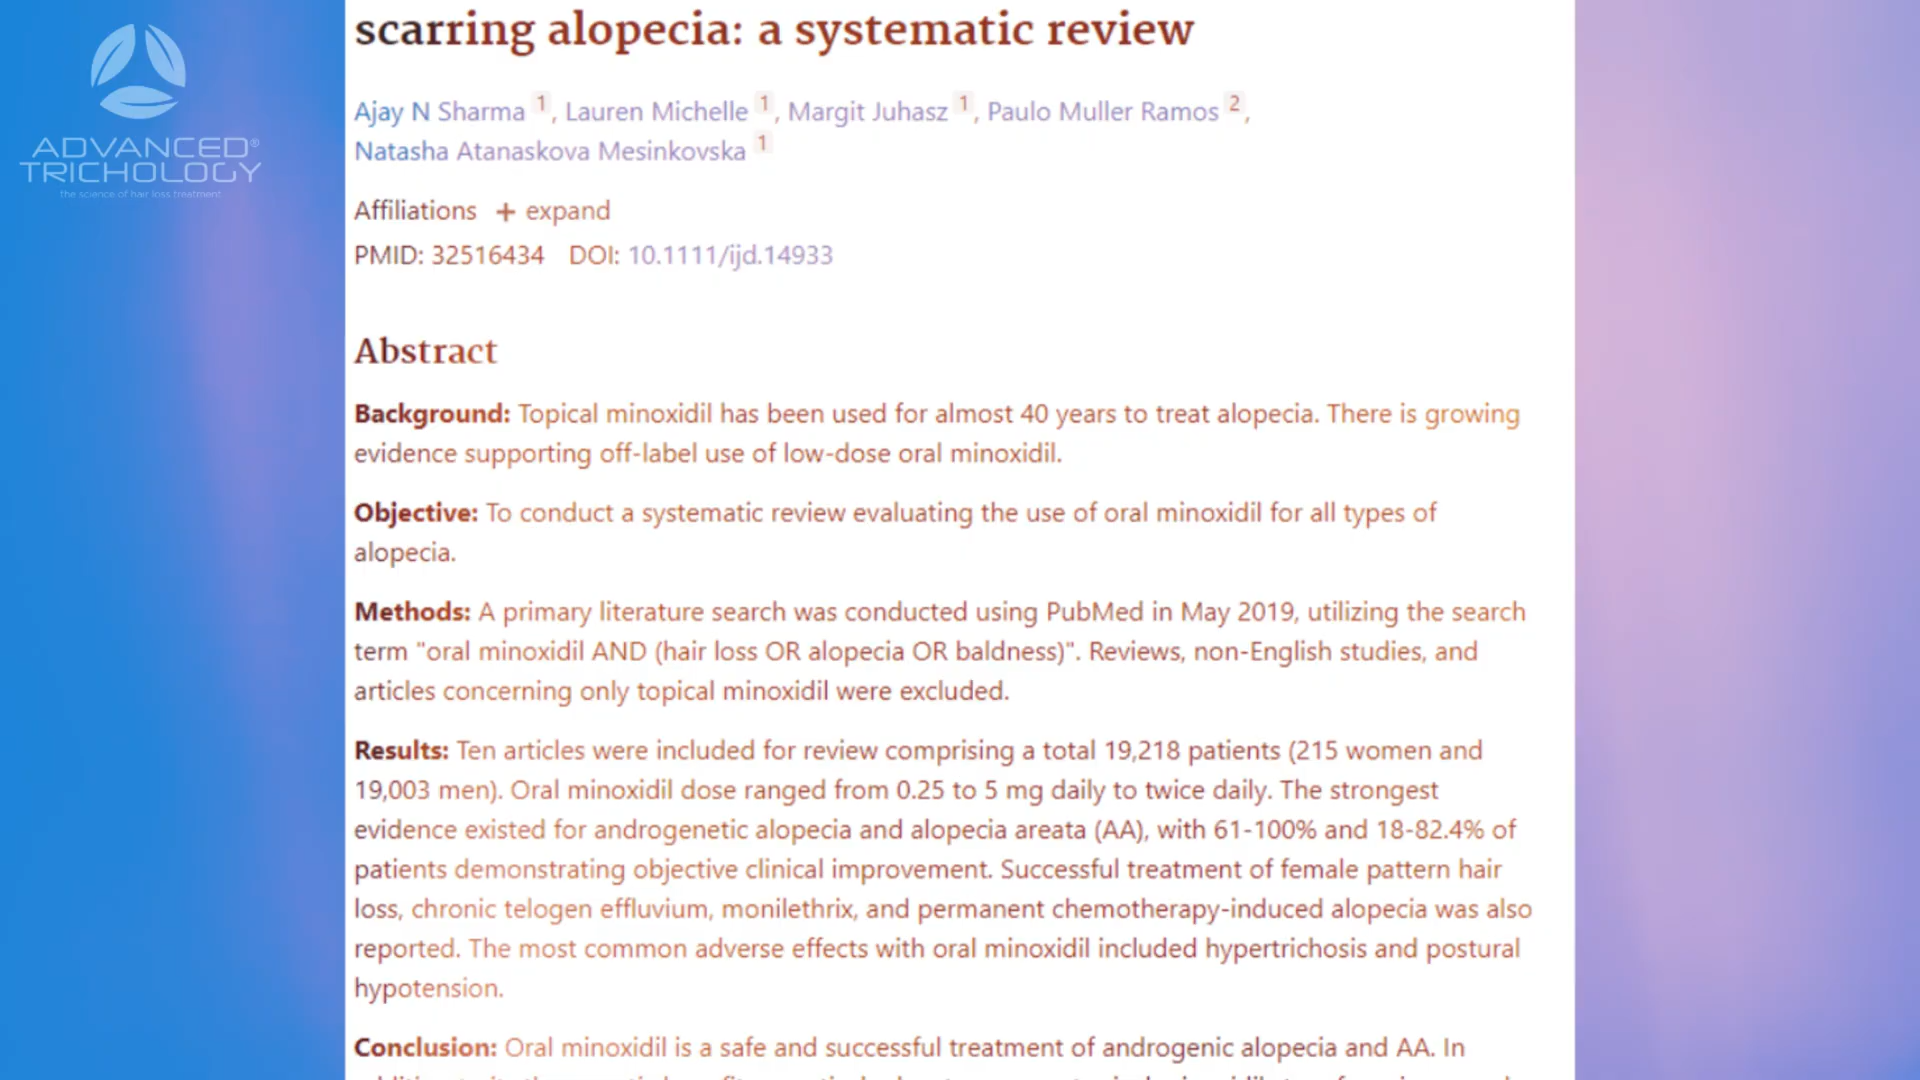 ADVANCED®
TRICHOLOGY
the science of hair loss treatment
scarring alopecia: a systematic review
Ajay N Sharma 1, Lauren Michelle 1, Margit Juhasz 1, Paulo Muller Ramos 2,
Natasha Atanaskova Mesinkovska 1
Affiliations + expand
PMID: 32516434 DOI: 10.1111/ijd.14933
Abstract
Background: Topical minoxidil has been used for almost 40 years to treat alopecia. There is growing
evidence supporting off-label use of low-dose oral minoxidil.
Objective: To conduct a systematic review evaluating the use of oral minoxidil for all types of
alopecia.
Methods: A primary literature search was conducted using PubMed in May 2019, utilizing the search
term "oral minoxidil AND (hair loss OR alopecia OR baldness)". Reviews, non-English studies, and
articles concerning only topical minoxidil were excluded.
Results: Ten articles were included for review comprising a total 19,218 patients (215 women and
19,003 men). Oral minoxidil dose ranged from 0.25 to 5 mg daily to twice daily. The strongest
evidence existed for androgenetic alopecia and alopecia areata (AA), with 61-100% and 18-82.4% of
patients demonstrating objective clinical improvement. Successful treatment of female pattern hair
loss, chronic telogen effluvium, monilethrix, and permanent chemotherapy-induced alopecia was also
reported. The most common adverse effects with oral minoxidil included hypertrichosis and postural
hypotension.
Conclusion: Oral minoxidil is a safe and successful treatment of androgenic alopecia and AA. In